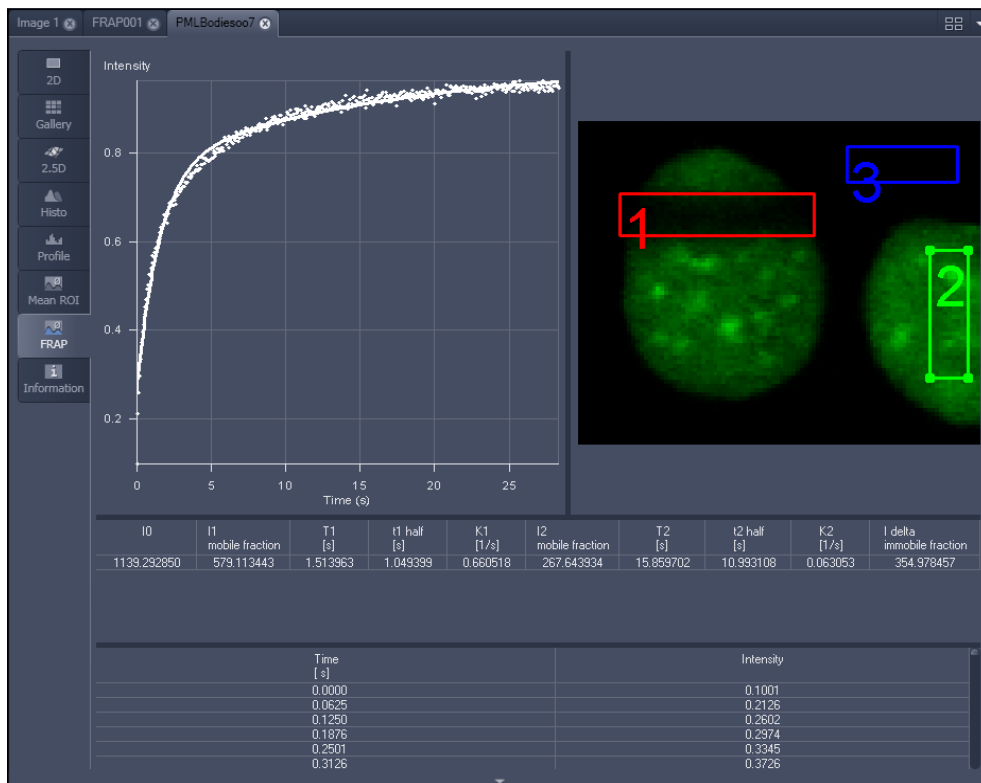 Image 1 FRAP001 PMLBodiesoo7
2D
Gallery
2.5D
Histo
Profile
Mean ROI
FRAP
Information
Intensity
0.8
0.6
0.4
0.2
0 5 10 15 20 25
Time (s)
1
3
2
I0 I1 T1 t1 half K1 I2 T2 t2 half K2 I delta
mobile fraction [s] [s] [1/s] mobile fraction [s] [s] [1/s] immobile fraction
1139.292850 579.113443 1.513963 1.049399 0.660518 267.643934 15.859702 10.993108 0.063053 354.978457
Time Intensity
[ s]
0.0000 0.1001
0.0625 0.2126
0.1250 0.2602
0.1876 0.2974
0.2501 0.3345
0.3126 0.3726